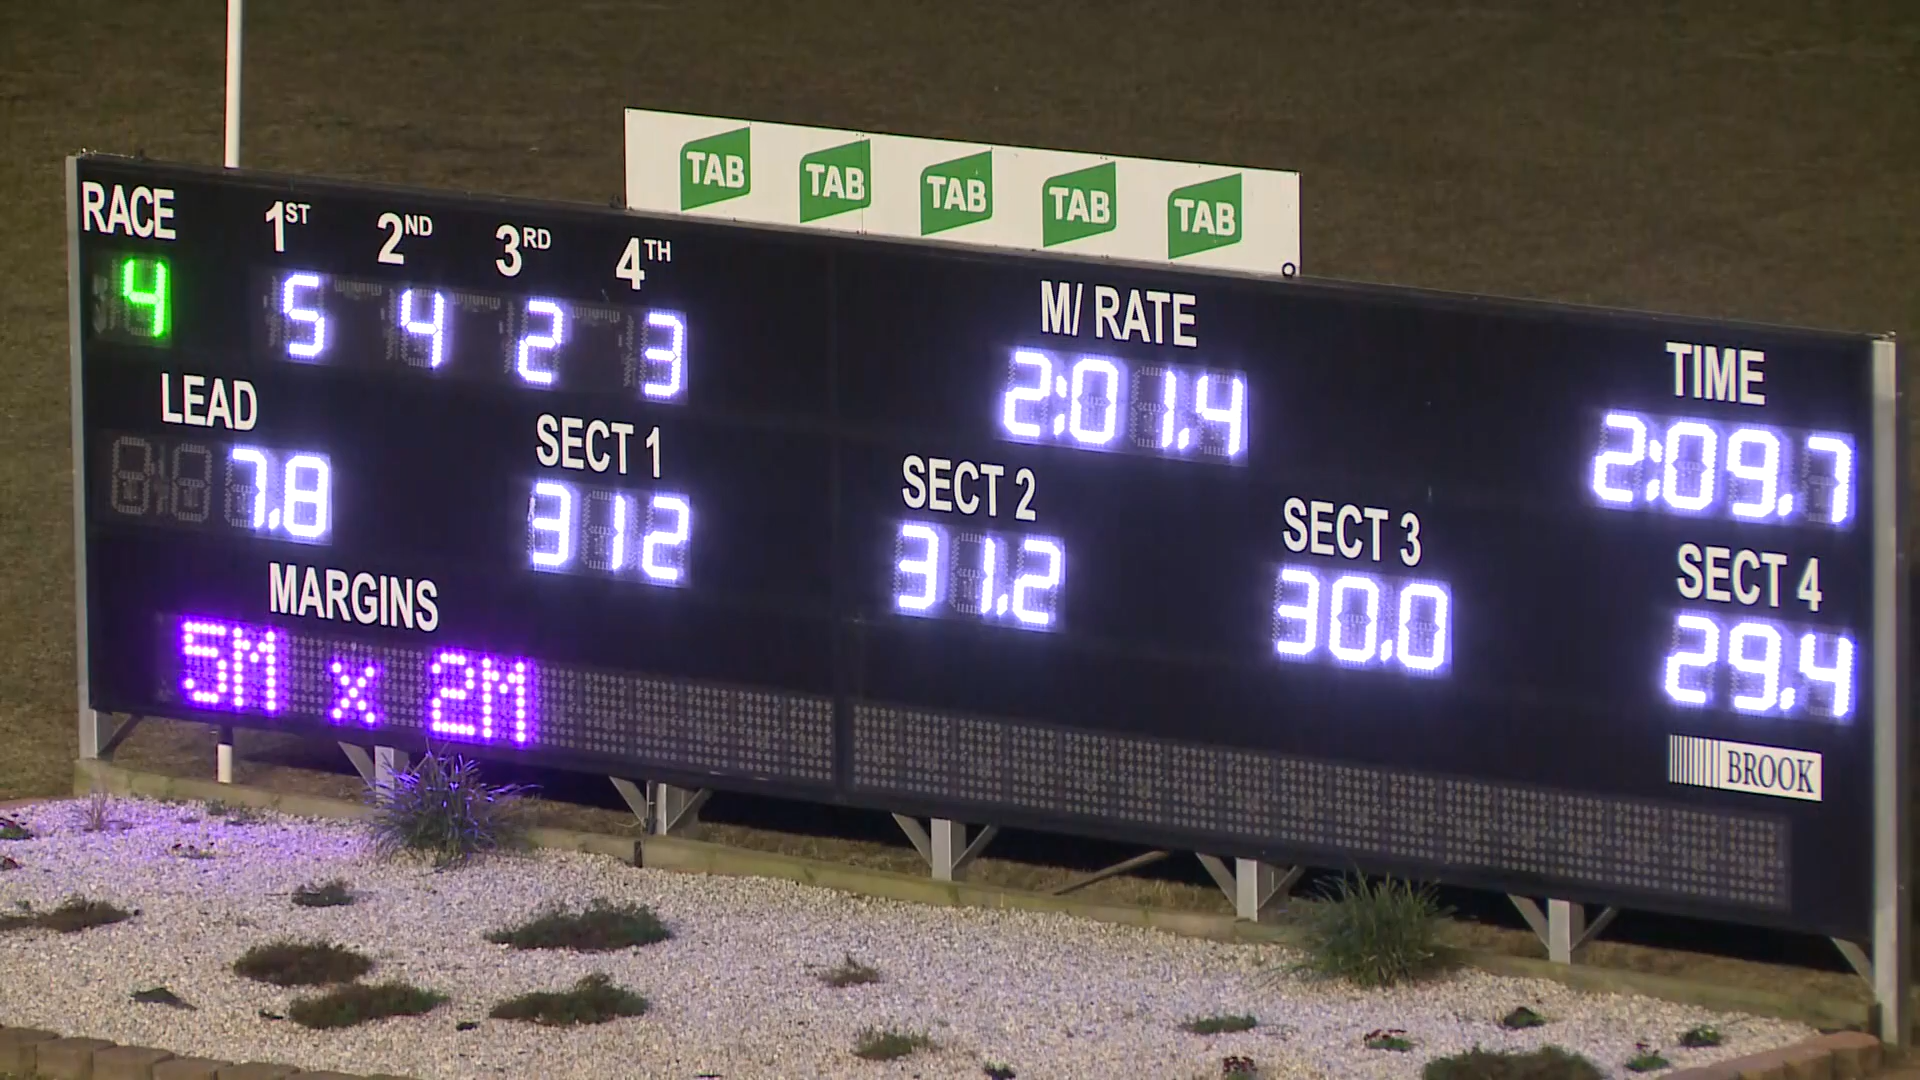 TAB TAB TAB TAB TAB
RACE 1ST 2ND 3RD 4TH
4 5 4 2 3
M/ RATE
2:01.4
TIME
2:09.7
LEAD
7.8
SECT 1
312
SECT 2
31.2
SECT 3
30.0
SECT 4
29.4
MARGINS
5M x 2M
BROOK